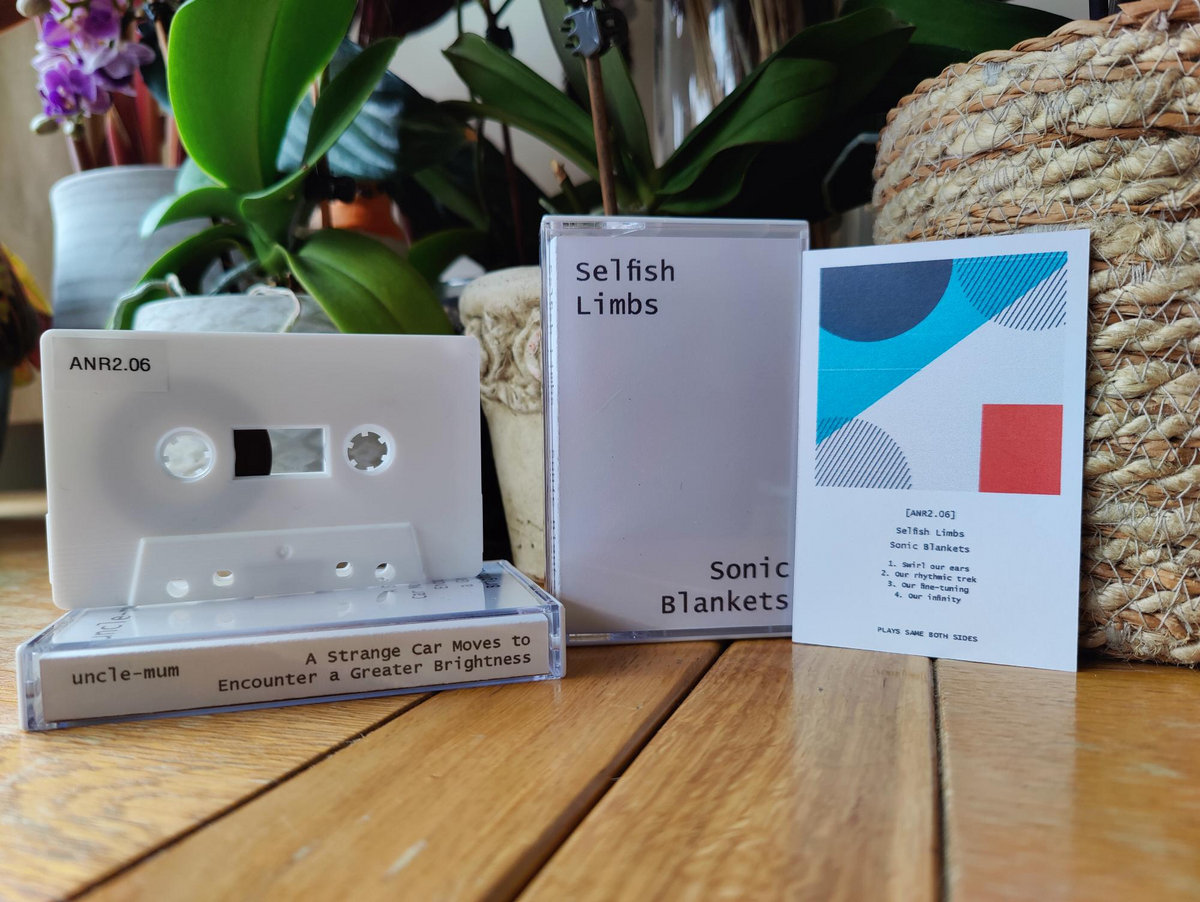 ANR2.06
uncle-mum
A Strange Car Moves to
Encounter a Greater Brightness
Selfish
Limbs
Sonic
Blankets
[ANR2.06]
Selfish Limbs
Sonic Blankets
1. Swirl our ears
2. Our rhythmic trek
3. Our fine-tuning
4. Our infinity
PLAYS SAME BOTH SIDES